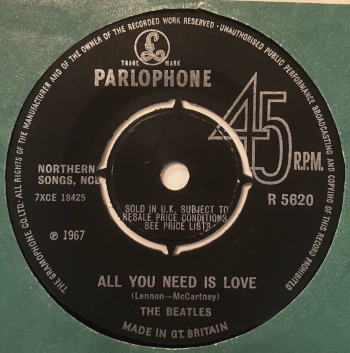 THE GRAMOPHONE CO. LTD. ALL RIGHTS OF THE MANUFACTURER AND OF THE OWNER OF THE RECORDED WORK RESERVED · UNAUTHORISED PUBLIC PERFORMANCE BROADCASTING AND COPYING OF THIS RECORD PROHIBITED
£
TRADE MARK
PARLOPHONE
45
R.P.M.
NORTHERN
SONGS, NCB
7XCE 18425
R 5620
SOLD IN U.K. SUBJECT TO
RESALE PRICE CONDITIONS
SEE PRICE LISTS
℗ 1967
ALL YOU NEED IS LOVE
(Lennon—McCartney)
THE BEATLES
MADE IN GT. BRITAIN